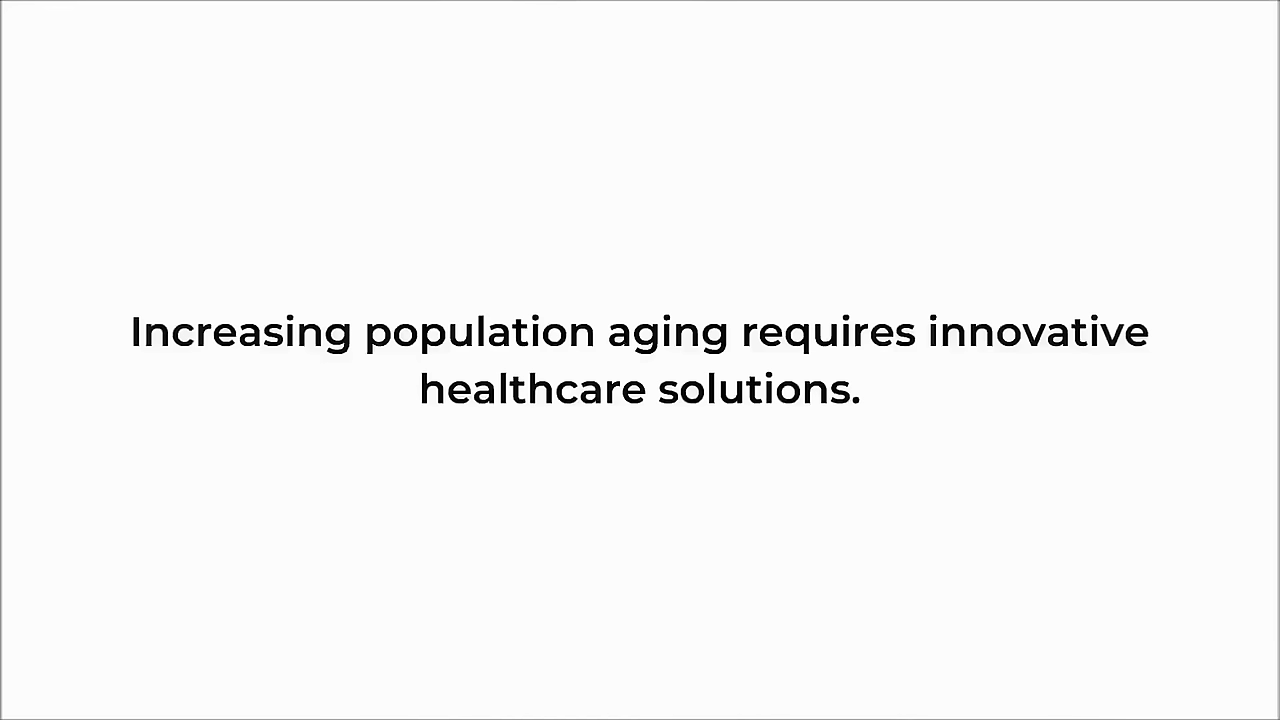 Increasing population aging requires innovative
healthcare solutions.